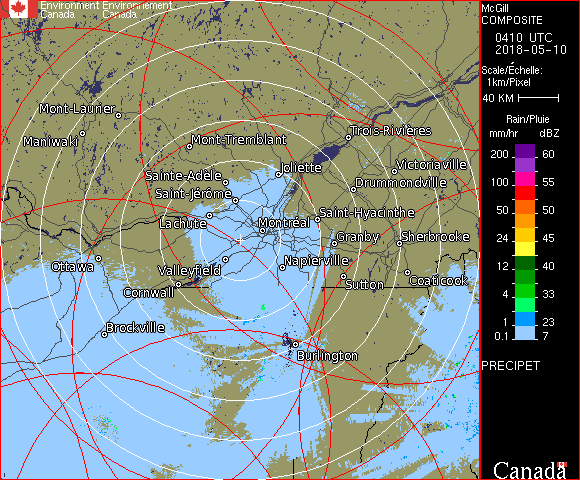 Environment Environnement
Canada Canada
McGill
COMPOSITE
0410 UTC
2018-05-10
Scale/Échelle:
1km/Pixel
40 KM
Rain/Pluie
mm/hr dBZ
200 60
100 55
50 50
24 45
12 40
4 33
1 23
0.1 7
PRECIPET
Canada
Mont-Laurier
Maniwaki
Mont-Tremblant
Trois-Rivières
Victoriaville
Joliette
Sainte-Adèle
Drummondville
Saint-Jérôme
Saint-Hyacinthe
Lachute
Montréal
Granby
Sherbrooke
Ottawa
Valleyfield
Napierville
Coaticook
Sutton
Cornwall
Brockville
Burlington